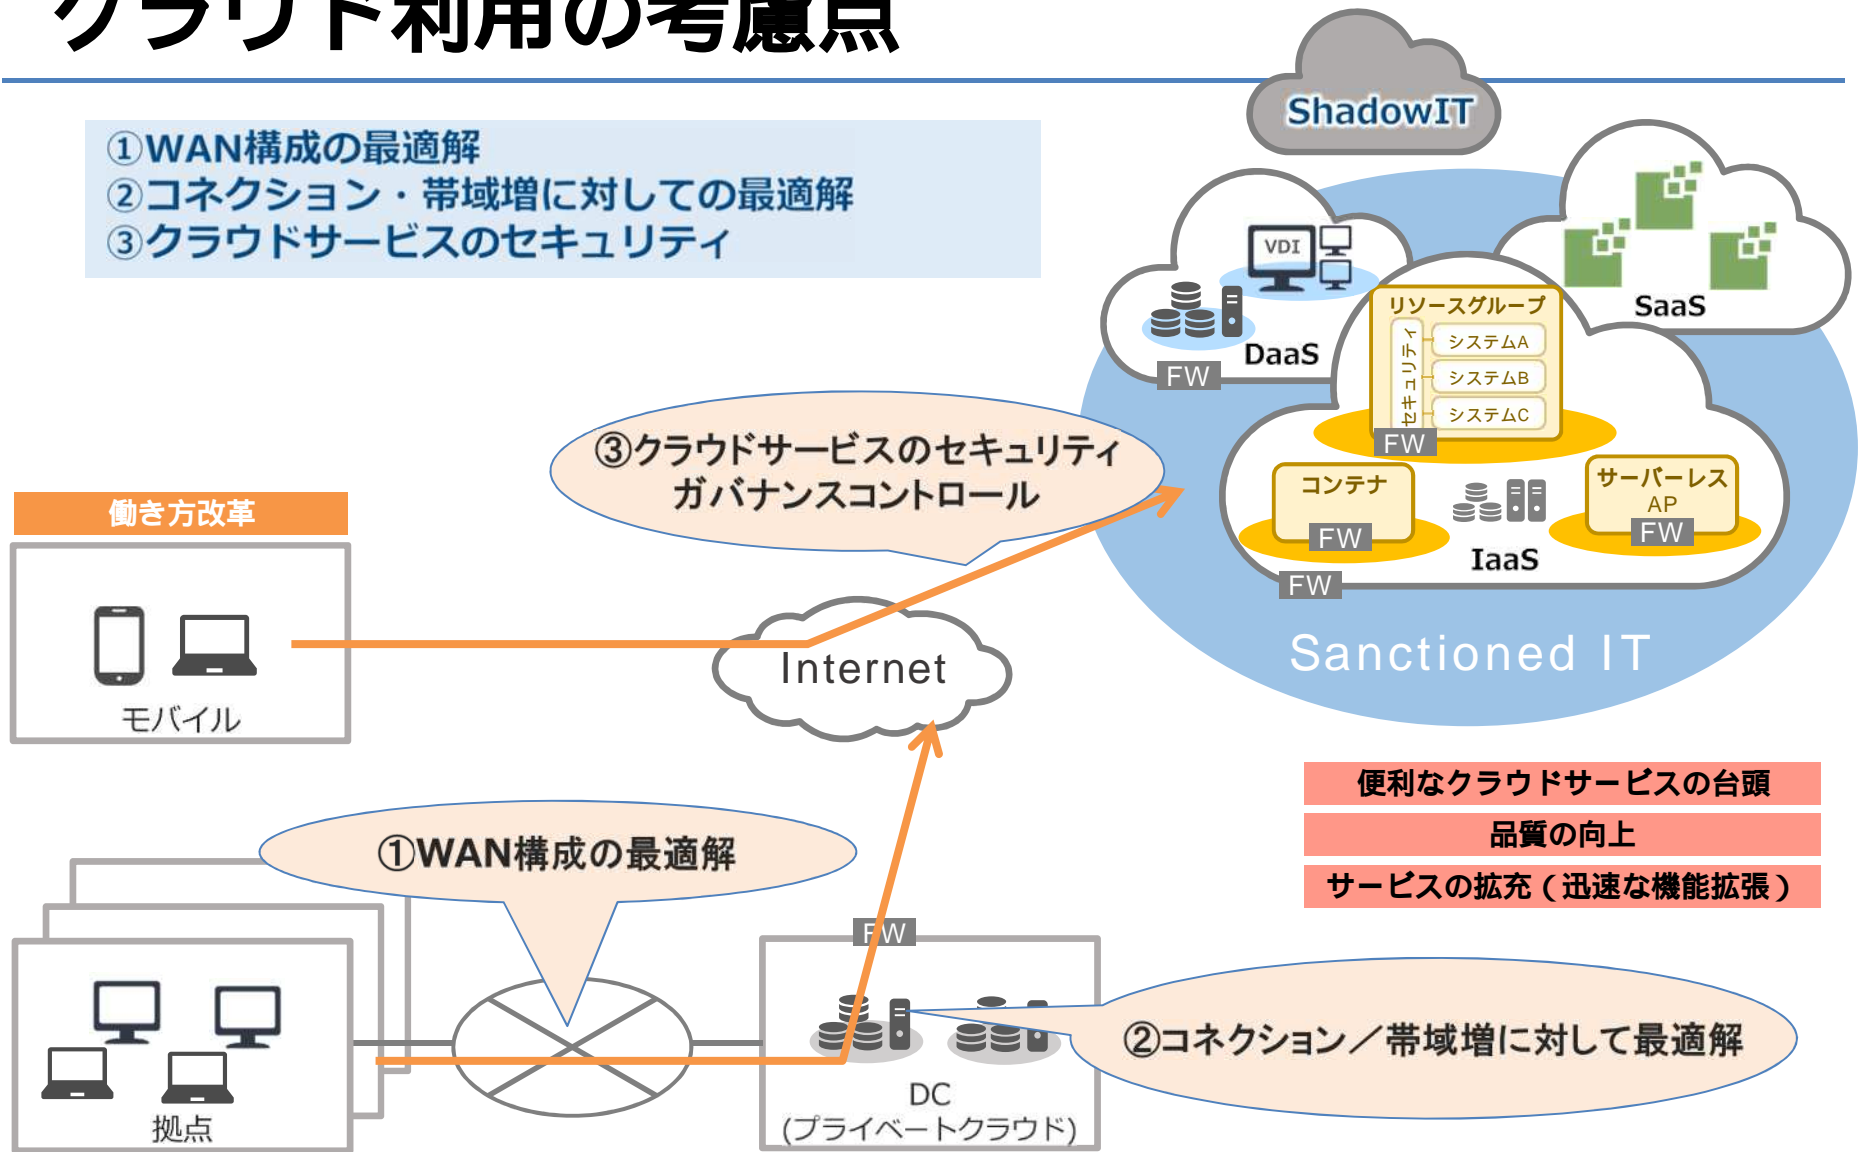 クラウド利用の考慮点
①WAN構成の最適解
②コネクション・帯域増に対しての最適解
③クラウドサービスのセキュリティ
ShadowIT
VDI
DaaS
FW
SaaS
リソースグループ
セキュリティ
システムA
システムB
システムC
FW
コンテナ
FW
サーバーレス
AP
FW
IaaS
FW
Sanctioned IT
③クラウドサービスのセキュリティ
ガバナンスコントロール
働き方改革
モバイル
Internet
便利なクラウドサービスの台頭
品質の向上
サービスの拡充（迅速な機能拡張）
①WAN構成の最適解
FW
②コネクション／帯域増に対して最適解
DC
(プライベートクラウド)
拠点